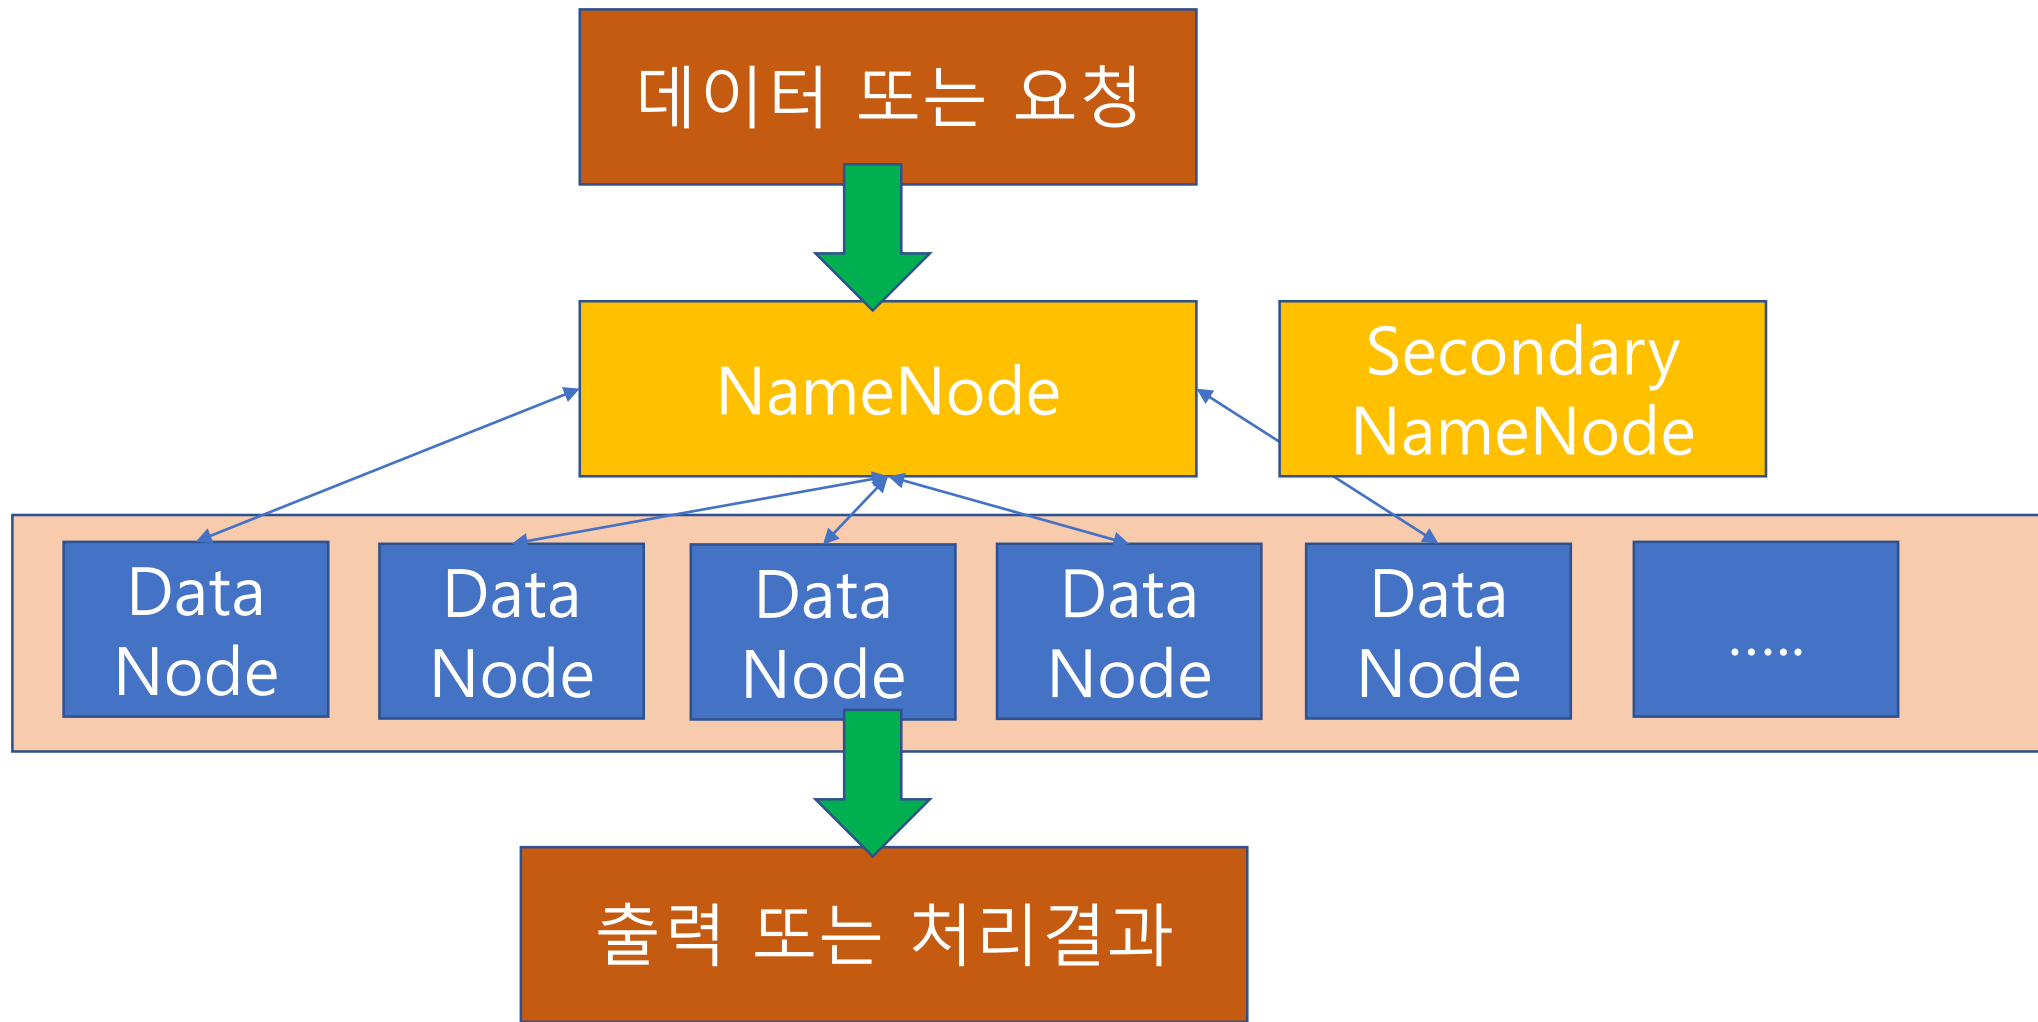 데이터 또는 요청
NameNode
Secondary
NameNode
Data
Node
Data
Node
Data
Node
Data
Node
Data
Node
.....
출력 또는 처리결과